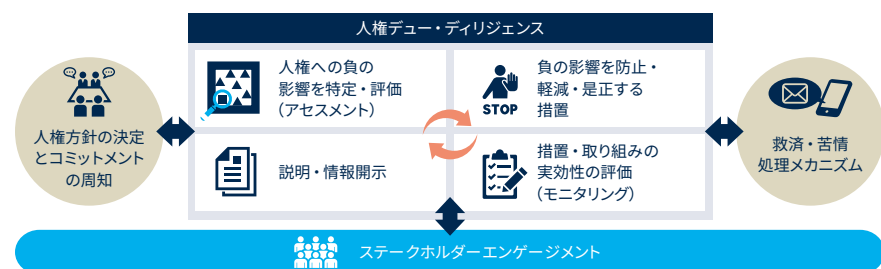 人権デュー・ディリジェンス
人権方針の決定
とコミットメント
の周知
人権への負の
影響を特定・評価
（アセスメント）
STOP
負の影響を防止・
軽減・是正する
措置
説明・情報開示
措置・取り組みの
実効性の評価
（モニタリング）
救済・苦情
処理メカニズム
ステークホルダーエンゲージメント